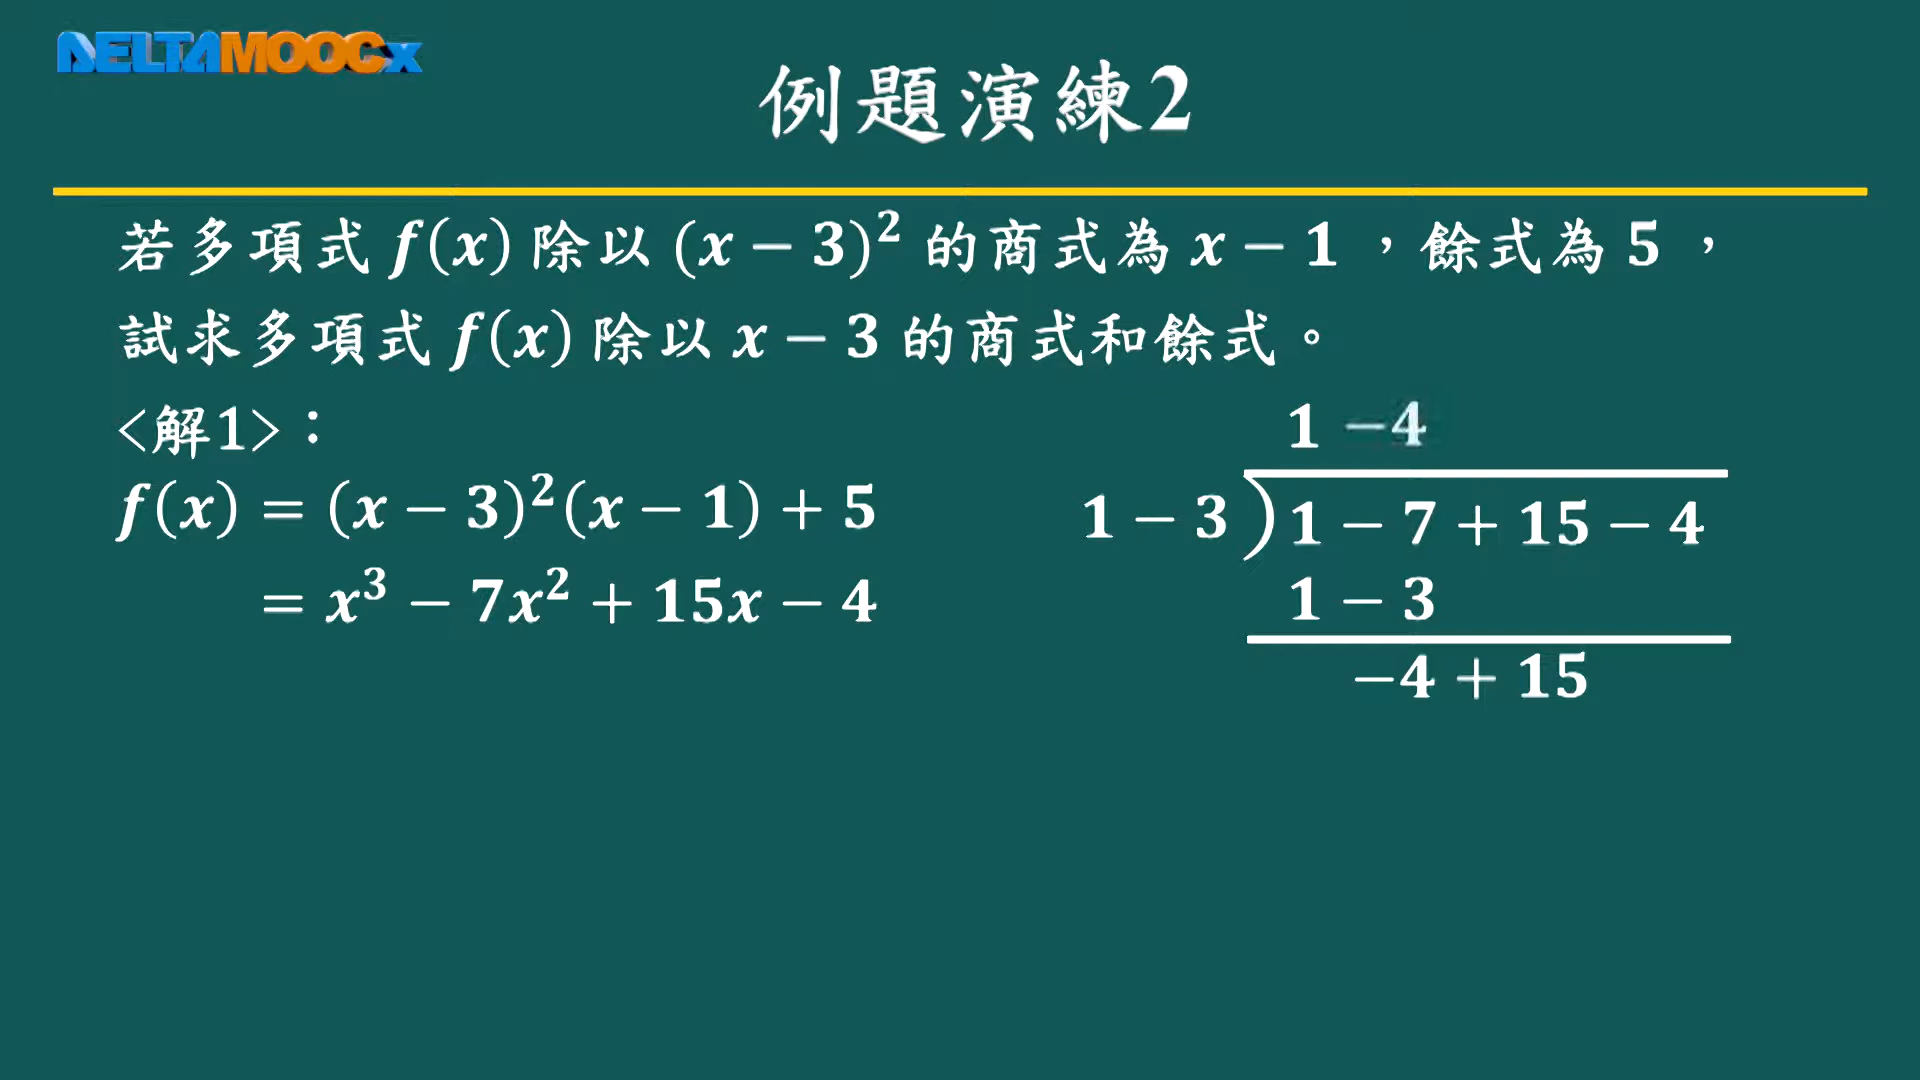 DELTAMOOCx
例題演練2
若多項式 f(x) 除以 (x − 3)² 的商式為 x − 1，餘式為 5，
試求多項式 f(x) 除以 x − 3 的商式和餘式。
<解1>：
f(x) = (x − 3)²(x − 1) + 5
= x³ − 7x² + 15x − 4
1 −4
1 − 3 ) 1 − 7 + 15 − 4
1 − 3
−4 + 15